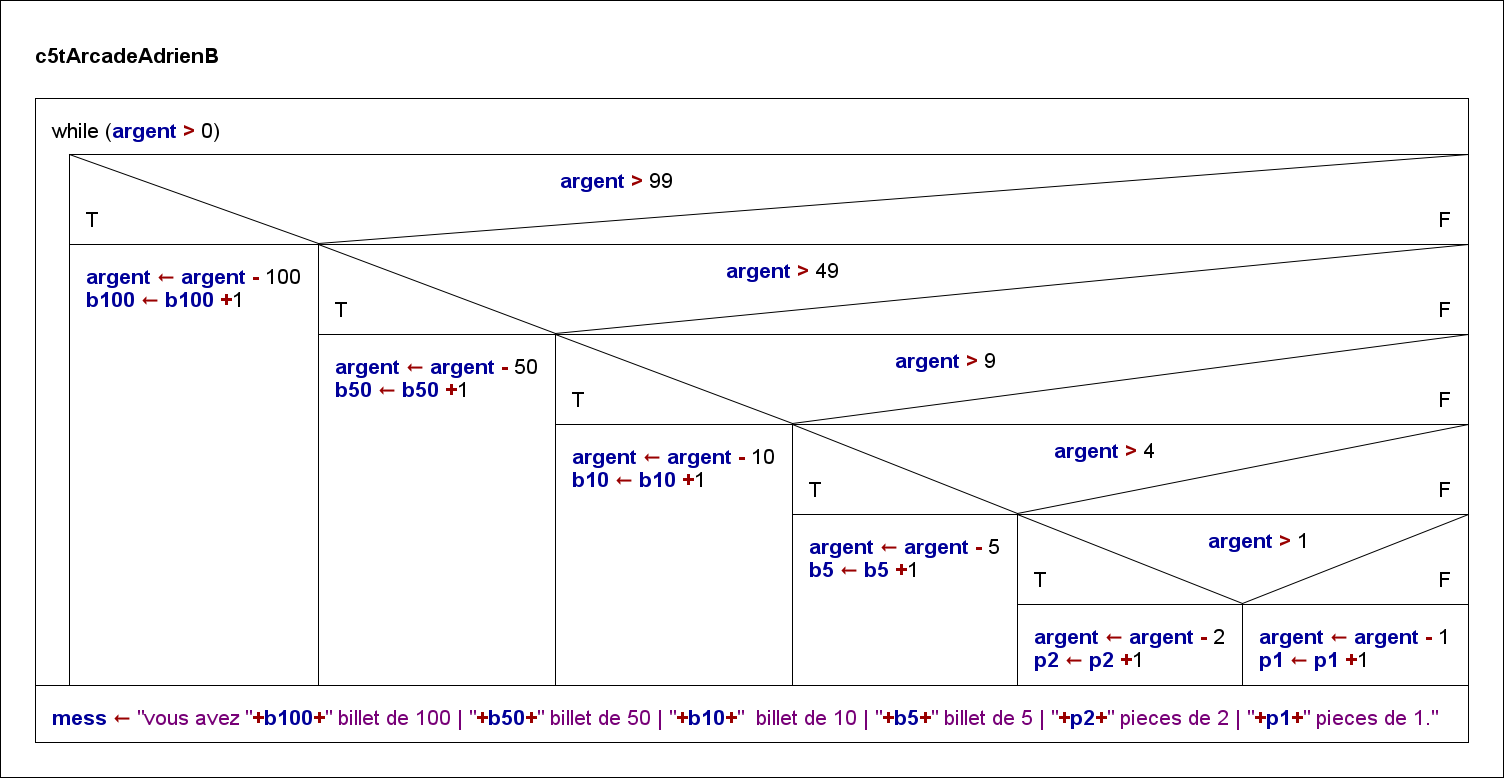 c5tArcadeAdrienB
while (argent > 0)
argent > 99
T
F
argent ← argent - 100
b100 ← b100 +1
argent > 49
T
F
argent ← argent - 50
b50 ← b50 +1
argent > 9
T
F
argent ← argent - 10
b10 ← b10 +1
argent > 4
T
F
argent ← argent - 5
b5 ← b5 +1
argent > 1
T
F
argent ← argent - 2
p2 ← p2 +1
argent ← argent - 1
p1 ← p1 +1
mess ← "vous avez "+b100+" billet de 100 | "+b50+" billet de 50 | "+b10+"  billet de 10 | "+b5+" billet de 5 | "+p2+" pieces de 2 | "+p1+" pieces de 1."